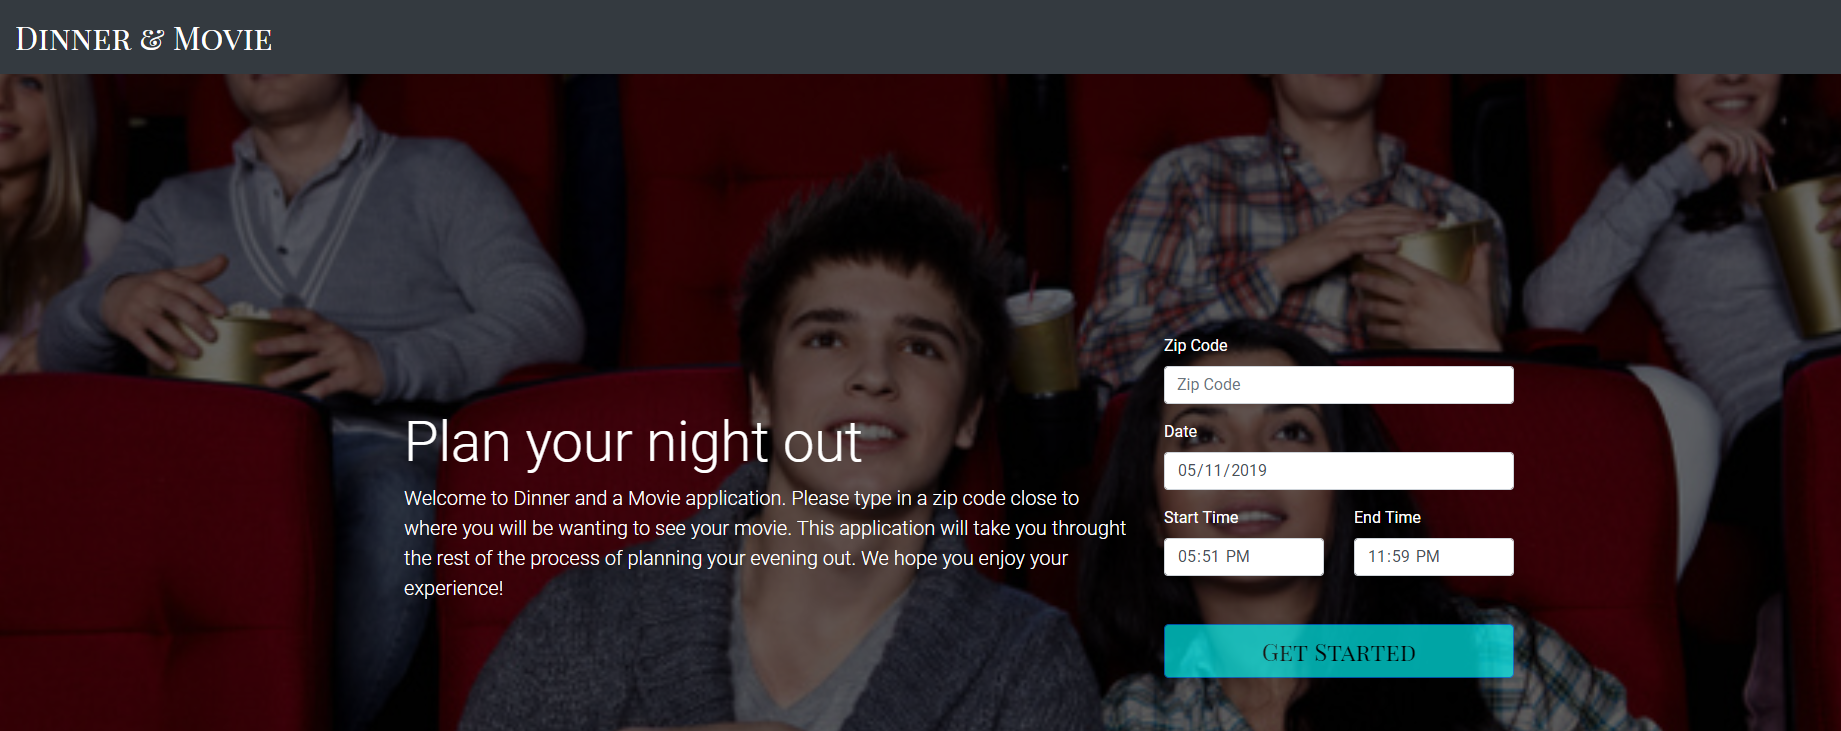 Dinner & Movie
Plan your night out
Welcome to Dinner and a Movie application. Please type in a zip code close to
where you will be wanting to see your movie. This application will take you throught
the rest of the process of planning your evening out. We hope you enjoy your
experience!
Zip Code
Zip Code
Date
05/11/2019
Start Time End Time
05:51 PM 11:59 PM
Get Started